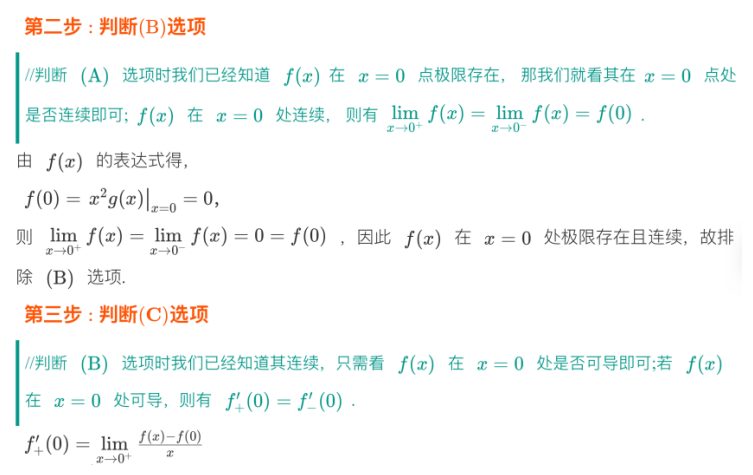 第二步 : 判断(B)选项
//判断 (A) 选项时我们已经知道 f(x) 在 x = 0 点极限存在, 那我们就看其在 x = 0 点处
是否连续即可; f(x) 在 x = 0 处连续, 则有 lim_{x→0⁺} f(x) = lim_{x→0⁻} f(x) = f(0) .
由 f(x) 的表达式得,
f(0) = x²g(x)|_{x=0} = 0,
则 lim_{x→0⁺} f(x) = lim_{x→0⁻} f(x) = 0 = f(0) , 因此 f(x) 在 x = 0 处极限存在且连续, 故排
除 (B) 选项.
第三步 : 判断(C)选项
//判断 (B) 选项时我们已经知道其连续, 只需看 f(x) 在 x = 0 处是否可导即可;若 f(x)
在 x = 0 处可导, 则有 f′₊(0) = f′₋(0) .
f′₊(0) = lim_{x→0⁺} \frac{f(x)−f(0)}{x}